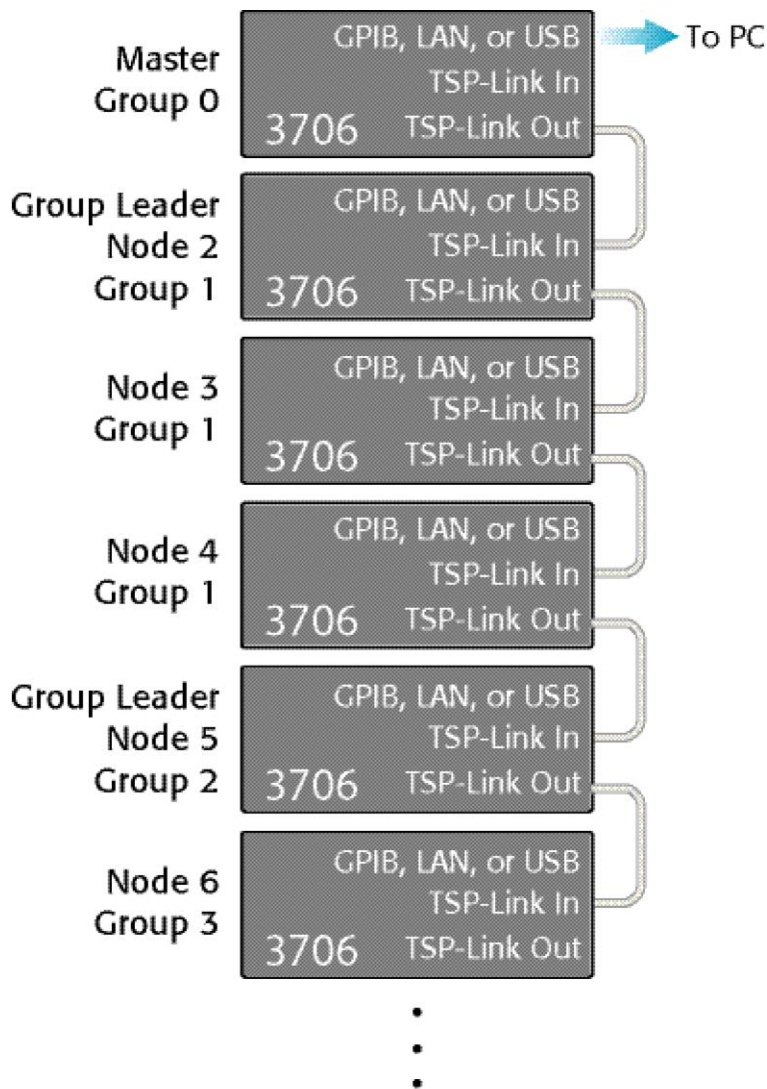 Master
Group 0
GPIB, LAN, or USB
To PC
TSP-Link In
3706 TSP-Link Out
Group Leader
Node 2
Group 1
GPIB, LAN, or USB
TSP-Link In
3706 TSP-Link Out
Node 3
Group 1
GPIB, LAN, or USB
TSP-Link In
3706 TSP-Link Out
Node 4
Group 1
GPIB, LAN, or USB
TSP-Link In
3706 TSP-Link Out
Group Leader
Node 5
Group 2
GPIB, LAN, or USB
TSP-Link In
3706 TSP-Link Out
Node 6
Group 3
GPIB, LAN, or USB
TSP-Link In
3706 TSP-Link Out